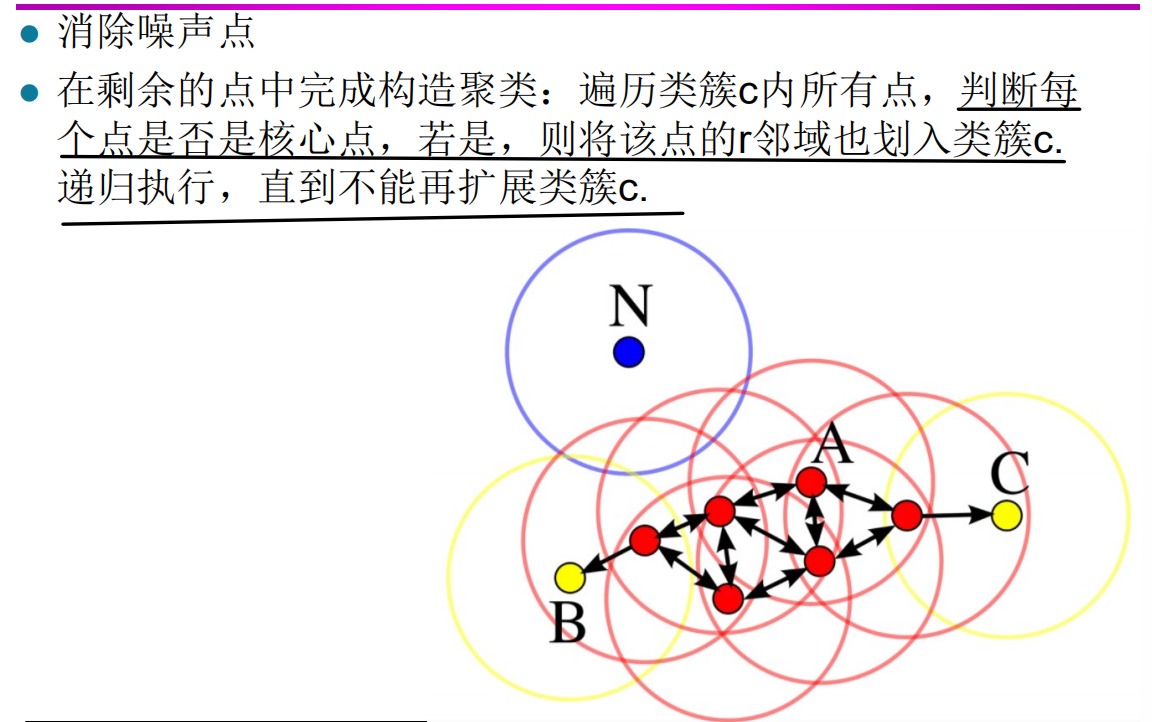 消除噪声点
在剩余的点中完成构造聚类：遍历类簇c内所有点，判断每
个点是否是核心点，若是，则将该点的r邻域也划入类簇c.
递归执行，直到不能再扩展类簇c.
N
A
C
B